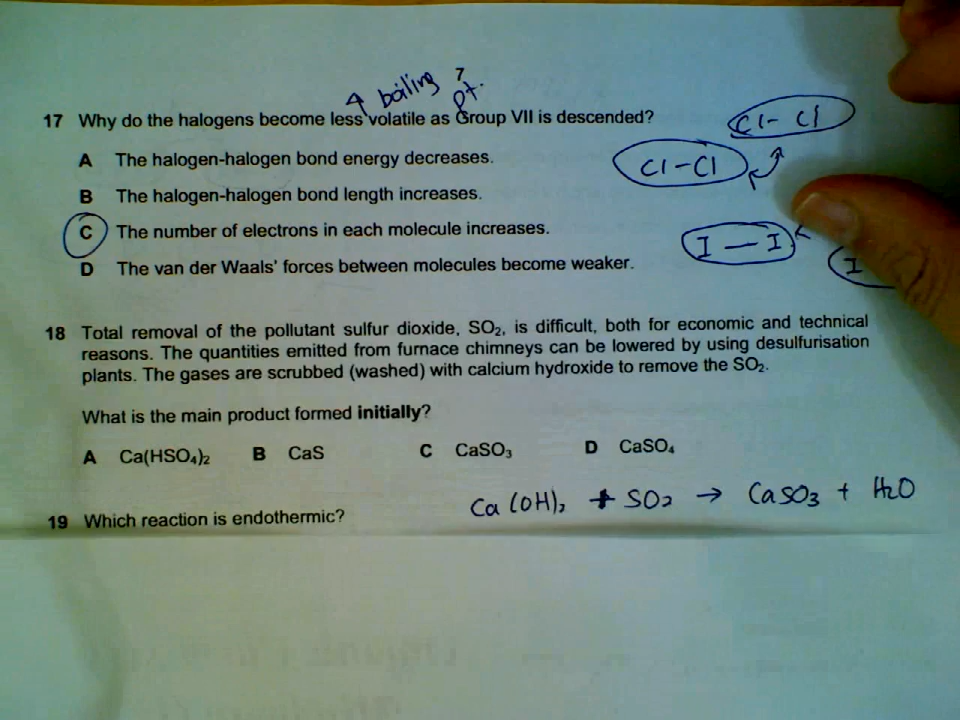 ↑ boiling pt.
7
17 Why do the halogens become less volatile as Group VII is descended?
Cl-Cl
A The halogen-halogen bond energy decreases.
Cl-Cl
B The halogen-halogen bond length increases.
C The number of electrons in each molecule increases.
I — I
D The van der Waals' forces between molecules become weaker.
I
18 Total removal of the pollutant sulfur dioxide, SO₂, is difficult, both for economic and technical
reasons. The quantities emitted from furnace chimneys can be lowered by using desulfurisation
plants. The gases are scrubbed (washed) with calcium hydroxide to remove the SO₂.
What is the main product formed initially?
A Ca(HSO₄)₂ B CaS C CaSO₃ D CaSO₄
Ca(OH)₂ + SO₂ → CaSO₃ + H₂O
19 Which reaction is endothermic?